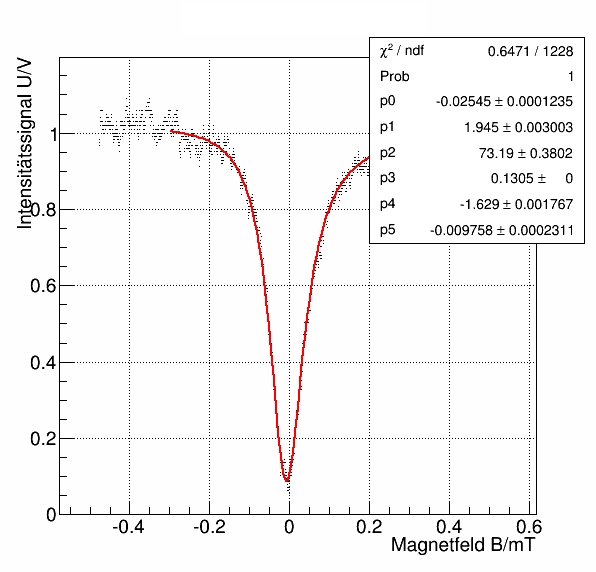 χ² / ndf 0.6471 / 1228
Prob 1
p0 -0.02545 ± 0.0001235
p1 1.945 ± 0.003003
p2 73.19 ± 0.3802
p3 0.1305 ± 0
p4 -1.629 ± 0.001767
p5 -0.009758 ± 0.0002311
Intensitätssignal U/V
1
0.8
0.6
0.4
0.2
0
-0.4 -0.2 0 0.2 0.4 0.6
Magnetfeld B/mT